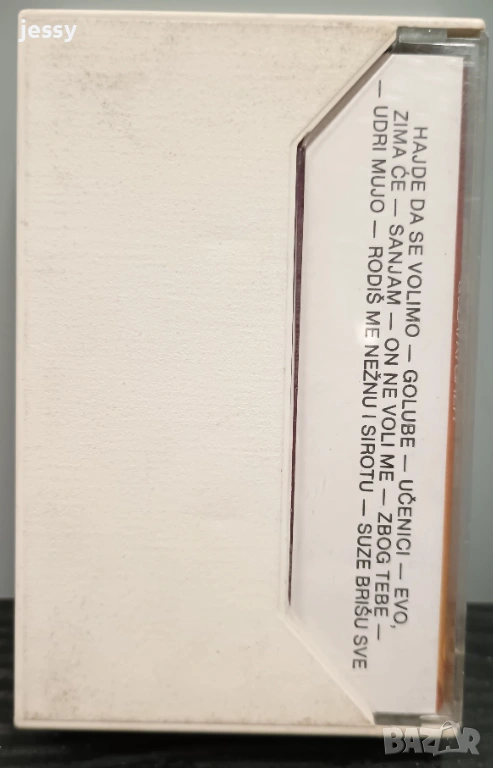 jessy
HAJDE DA SE VOLIMO — GOLUBE — UČENICI — EVO,
ZIMA ĆE — SANJAM — ON NE VOLI ME — ZBOG TEBE —
— UDRI MUJO — RODIŠ ME NEŽNU I SIROTU — SUZE BRIŠU SVE
BAZAR